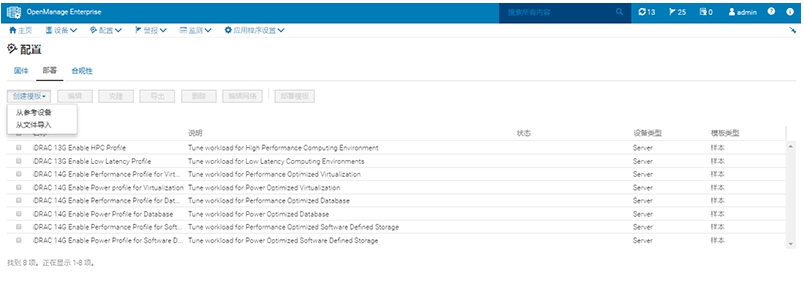 OpenManage Enterprise 搜索所有内容 13 25 0 admin
主页 设备 配置 警报 监测 应用程序设置
配置
固件 部署 合规性
创建模板 编辑 克隆 导出 删除 编辑网络 部署模板
从参考设备
从文件导入
名称 说明 状态 设备类型 模板类型
iDRAC 13G Enable HPC Profile Tune workload for High Performance Computing Environment Server 样本
iDRAC 13G Enable Low Latency Profile Tune workload for Low Latency Computing Environments Server 样本
iDRAC 14G Enable Performance Profile for Virt... Tune workload for Performance Optimized Virtualization Server 样本
iDRAC 14G Enable Power profile for Virtualization Tune workload for Power Optimized Virtualization Server 样本
iDRAC 14G Enable Performance Profile for Dat... Tune workload for Performance Optimized Database Server 样本
iDRAC 14G Enable Power Profile for Database Tune workload for Power Optimized Database Server 样本
iDRAC 14G Enable Performance Profile for Soft... Tune workload for Performance Optimized Software Defined Storage Server 样本
iDRAC 14G Enable Power Profile for Software D... Tune workload for Power Optimized Software Defined Storage Server 样本
找到 8 项。正在显示 1-8 项。